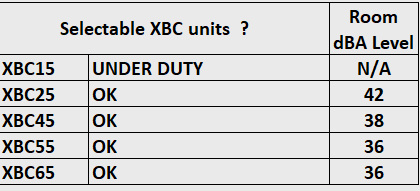 Selectable XBC units ? Room
dBA Level
XBC15 UNDER DUTY N/A
XBC25 OK 42
XBC45 OK 38
XBC55 OK 36
XBC65 OK 36